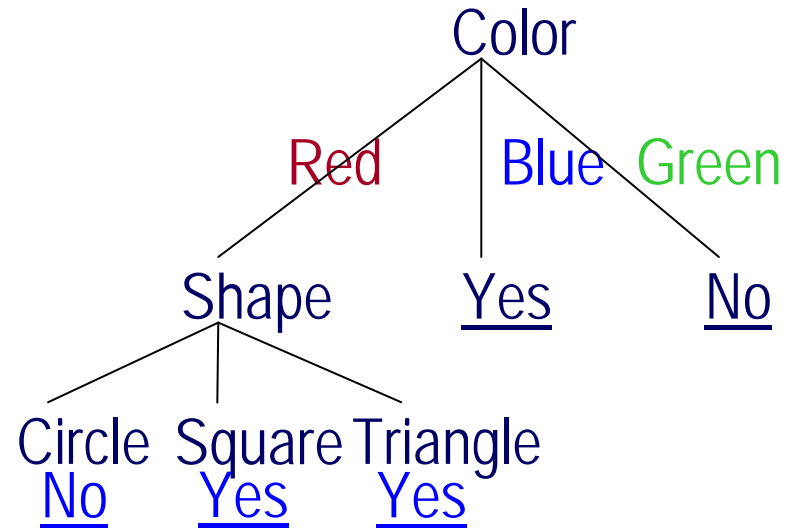 Color
Red Blue Green
Shape Yes No
Circle Square Triangle
No Yes Yes